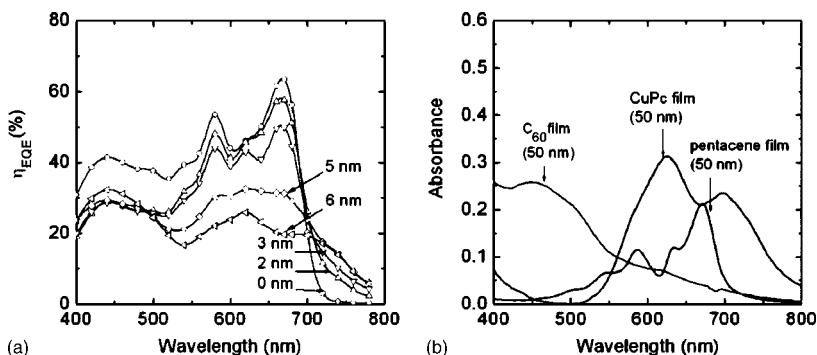 80
60
40
20
0
η_EQE(%)
5 nm
6 nm
3 nm
2 nm
0 nm
400 500 600 700 800
Wavelength (nm)
(a)
0.6
0.5
0.4
0.3
0.2
0.1
0.0
Absorbance
C60 film
(50 nm)
CuPc film
(50 nm)
pentacene film
(50 nm)
400 500 600 700 800
Wavelength (nm)
(b)